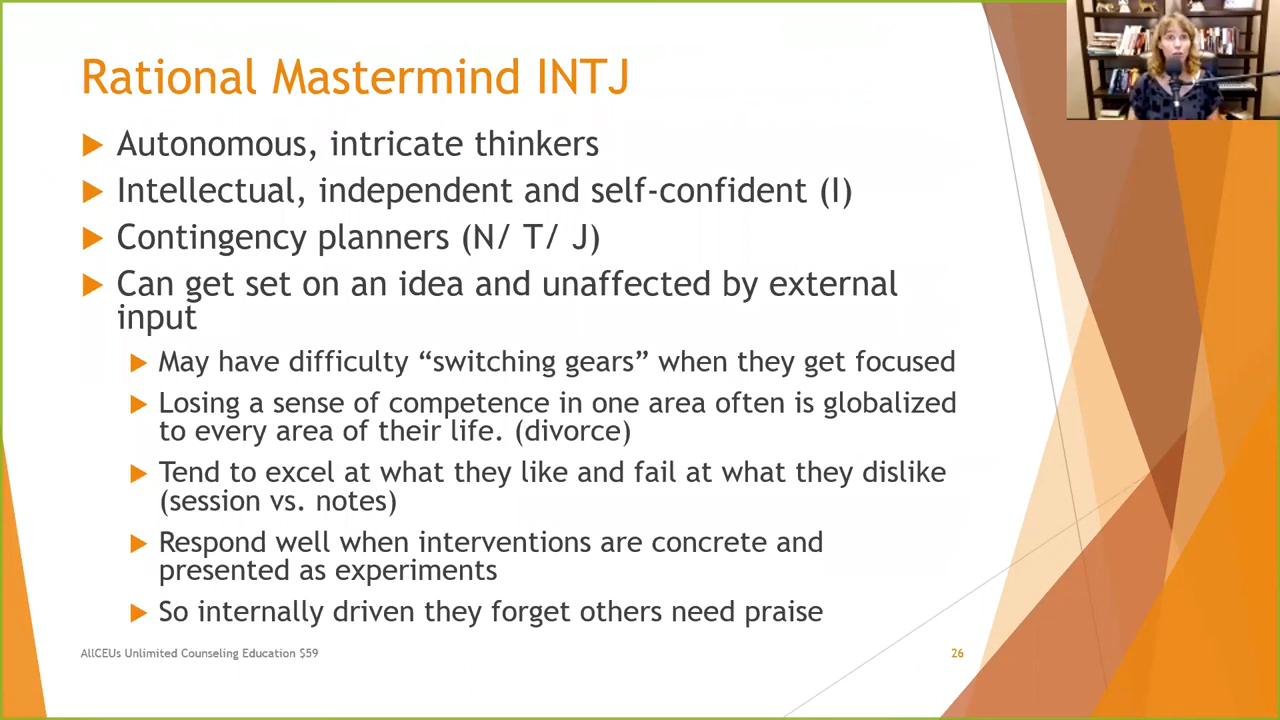 Rational Mastermind INTJ
Autonomous, intricate thinkers
Intellectual, independent and self-confident (I)
Contingency planners (N/ T/ J)
Can get set on an idea and unaffected by external
input
May have difficulty “switching gears” when they get focused
Losing a sense of competence in one area often is globalized
to every area of their life. (divorce)
Tend to excel at what they like and fail at what they dislike
(session vs. notes)
Respond well when interventions are concrete and
presented as experiments
So internally driven they forget others need praise
AllCEUs Unlimited Counseling Education $59
26